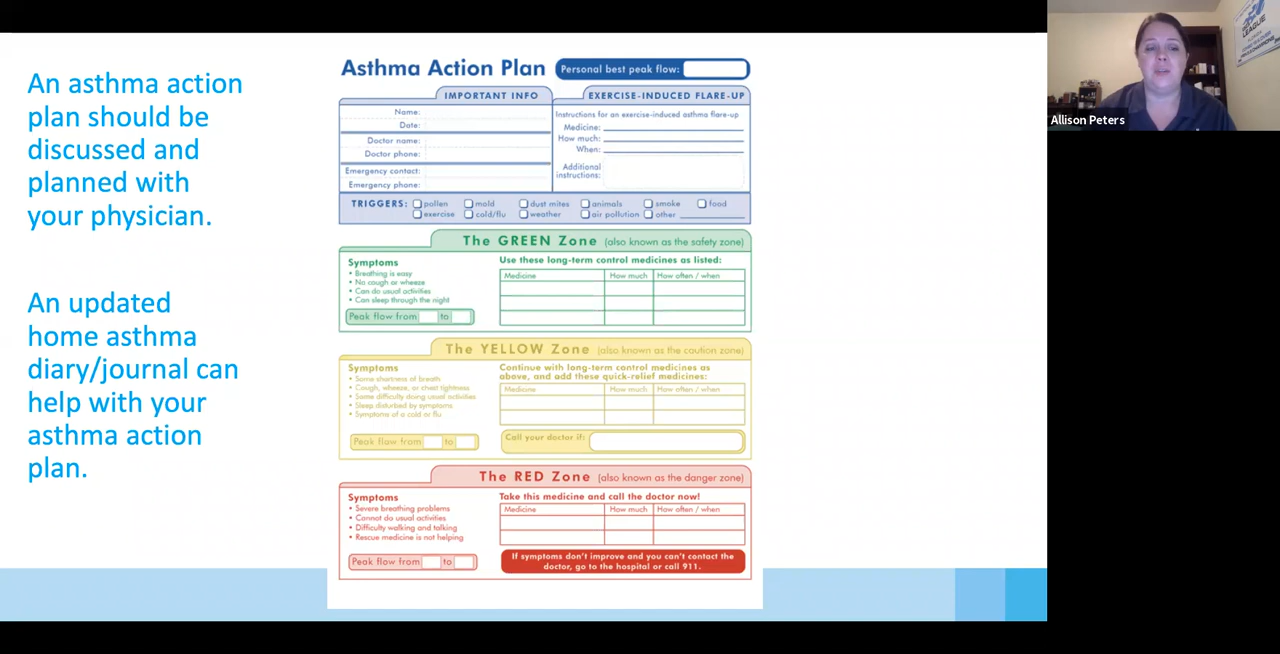 An asthma action
plan should be
discussed and
planned with
your physician.
An updated
home asthma
diary/journal can
help with your
asthma action
plan.
Asthma Action Plan
Personal best peak flow:
IMPORTANT INFO
Name:
Date:
Doctor name:
Doctor phone:
Emergency contact:
Emergency phone:
EXERCISE-INDUCED FLARE-UP
Instructions for an exercise-induced asthma flare-up
Medicine:
How much:
When:
Additional
instructions:
TRIGGERS: pollen mold dust mites animals smoke food
exercise cold/flu weather air pollution other
The GREEN Zone (also known as the safety zone)
Symptoms
• Breathing is easy
• No cough or wheeze
• Can do usual activities
• Can sleep through the night
Peak flow from to
Use these long-term control medicines as listed:
Medicine How much How often / when
The YELLOW Zone (also known as the caution zone)
Symptoms
• Some shortness of breath
• Cough, wheeze, or chest tightness
• Some difficulty doing usual activities
• Sleep disturbed by symptoms
• Symptoms of a cold or flu
Peak flow from to
Continue with long-term control medicines as
above, and add these quick-relief medicines:
Medicine How much How often / when
Call your doctor if:
The RED Zone (also known as the danger zone)
Symptoms
• Severe breathing problems
• Cannot do usual activities
• Difficulty walking and talking
• Rescue medicine is not helping
Peak flow from to
Take this medicine and call the doctor now!
Medicine How much How often / when
If symptoms don't improve and you can't contact the
doctor, go to the hospital or call 911.
LEAGUE
Allison Peters